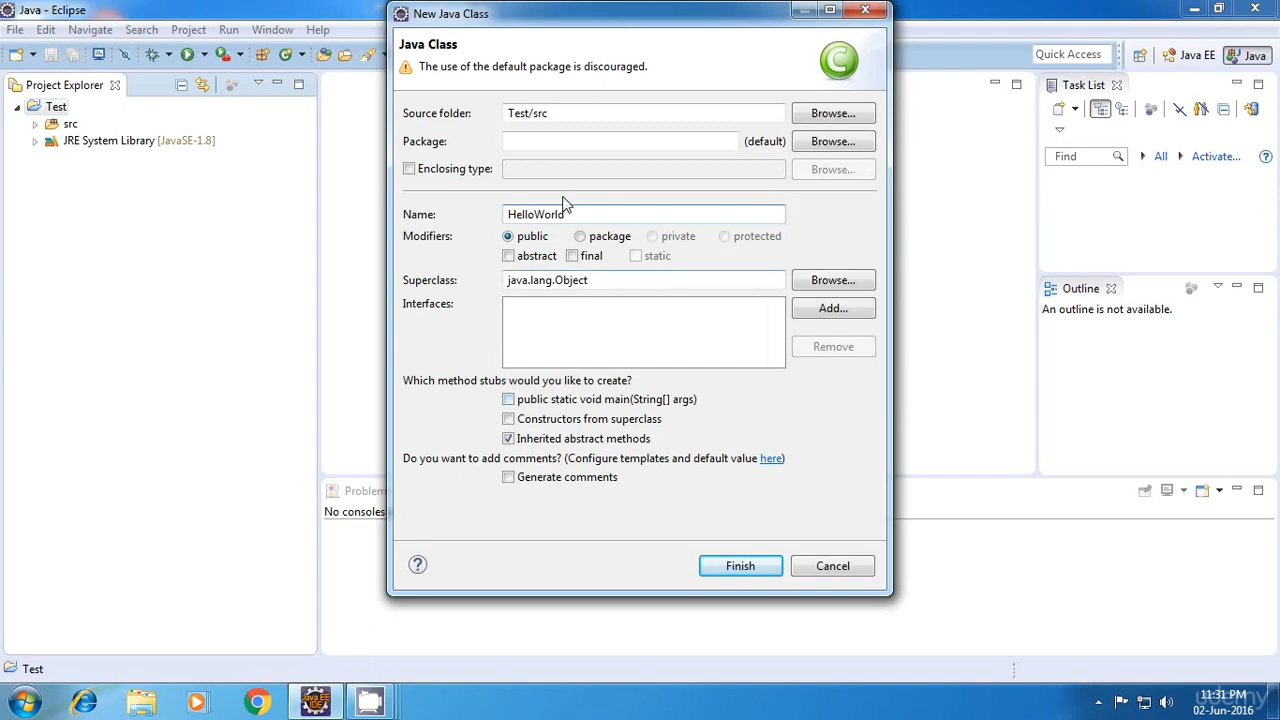 Java - Eclipse
New Java Class
File Edit Navigate Search Project Run Window Help
Java Class
The use of the default package is discouraged.
Quick Access
Java EE
Java
Project Explorer
Task List
Test
src
JRE System Library [JavaSE-1.8]
Source folder: Test/src Browse...
Package: (default) Browse...
Enclosing type: Browse...
Find All Activate...
Name: HelloWorld
Modifiers: public package private protected
abstract final static
Superclass: java.lang.Object Browse...
Interfaces: Add...
Remove
Outline
An outline is not available.
Which method stubs would you like to create?
public static void main(String[] args)
Constructors from superclass
Inherited abstract methods
Do you want to add comments? (Configure templates and default value here)
Generate comments
Problem
No consoles
Finish Cancel
Test
Java EE
IDE
11:31 PM
02-Jun-2016
udemy